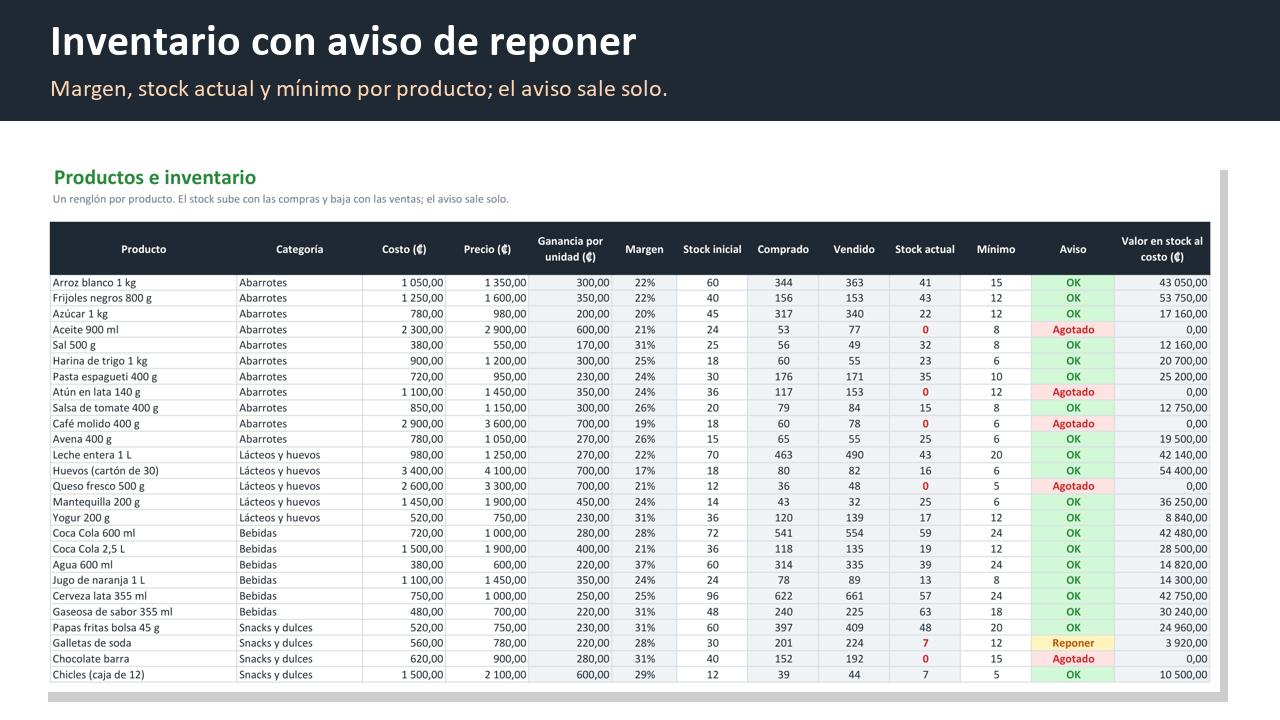 Inventario con aviso de reponer
Margen, stock actual y mínimo por producto; el aviso sale solo.
Productos e inventario
Un renglón por producto. El stock sube con las compras y baja con las ventas; el aviso sale solo.
Producto Categoría Costo (₡) Precio (₡) Ganancia por unidad (₡) Margen Stock inicial Comprado Vendido Stock actual Mínimo Aviso Valor en stock al costo (₡)
Arroz blanco 1 kg Abarrotes 1 050,00 1 350,00 300,00 22% 60 344 363 41 15 OK 43 050,00
Frijoles negros 800 g Abarrotes 1 250,00 1 600,00 350,00 22% 40 156 153 43 12 OK 53 750,00
Azúcar 1 kg Abarrotes 780,00 980,00 200,00 20% 45 317 340 22 12 OK 17 160,00
Aceite 900 ml Abarrotes 2 300,00 2 900,00 600,00 21% 24 53 77 0 8 Agotado 0,00
Sal 500 g Abarrotes 380,00 550,00 170,00 31% 25 56 49 32 8 OK 12 160,00
Harina de trigo 1 kg Abarrotes 900,00 1 200,00 300,00 25% 18 60 55 23 6 OK 20 700,00
Pasta espagueti 400 g Abarrotes 720,00 950,00 230,00 24% 30 176 171 35 10 OK 25 200,00
Atún en lata 140 g Abarrotes 1 100,00 1 450,00 350,00 24% 36 117 153 0 12 Agotado 0,00
Salsa de tomate 400 g Abarrotes 850,00 1 150,00 300,00 26% 20 79 84 15 8 OK 12 750,00
Café molido 400 g Abarrotes 2 900,00 3 600,00 700,00 19% 18 60 78 0 6 Agotado 0,00
Avena 400 g Abarrotes 780,00 1 050,00 270,00 26% 15 65 55 25 6 OK 19 500,00
Leche entera 1 L Lácteos y huevos 980,00 1 250,00 270,00 22% 70 463 490 43 20 OK 42 140,00
Huevos (cartón de 30) Lácteos y huevos 3 400,00 4 100,00 700,00 17% 18 80 82 16 6 OK 54 400,00
Queso fresco 500 g Lácteos y huevos 2 600,00 3 300,00 700,00 21% 12 36 48 0 5 Agotado 0,00
Mantequilla 200 g Lácteos y huevos 1 450,00 1 900,00 450,00 24% 14 43 32 25 6 OK 36 250,00
Yogur 200 g Lácteos y huevos 520,00 750,00 230,00 31% 36 120 139 17 12 OK 8 840,00
Coca Cola 600 ml Bebidas 720,00 1 000,00 280,00 28% 72 541 554 59 24 OK 42 480,00
Coca Cola 2,5 L Bebidas 1 500,00 1 900,00 400,00 21% 36 118 135 19 12 OK 28 500,00
Agua 600 ml Bebidas 380,00 600,00 220,00 37% 60 314 335 39 24 OK 14 820,00
Jugo de naranja 1 L Bebidas 1 100,00 1 450,00 350,00 24% 24 78 89 13 8 OK 14 300,00
Cerveza lata 355 ml Bebidas 750,00 1 000,00 250,00 25% 96 622 661 57 24 OK 42 750,00
Gaseosa de sabor 355 ml Bebidas 480,00 700,00 220,00 31% 48 240 225 63 18 OK 30 240,00
Papas fritas bolsa 45 g Snacks y dulces 520,00 750,00 230,00 31% 60 397 409 48 20 OK 24 960,00
Galletas de soda Snacks y dulces 560,00 780,00 220,00 28% 30 201 224 7 12 Reponer 3 920,00
Chocolate barra Snacks y dulces 620,00 900,00 280,00 31% 40 152 192 0 15 Agotado 0,00
Chicles (caja de 12) Snacks y dulces 1 500,00 2 100,00 600,00 29% 12 39 44 7 5 OK 10 500,00